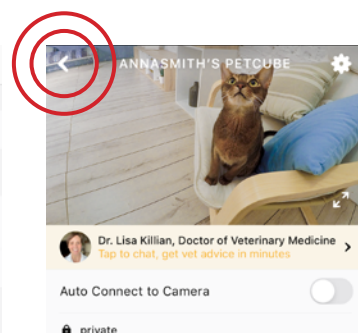 ANNASMITH'S PETCUBE
Dr. Lisa Killian, Doctor of Veterinary Medicine
Tap to chat, get vet advice in minutes
Auto Connect to Camera
private